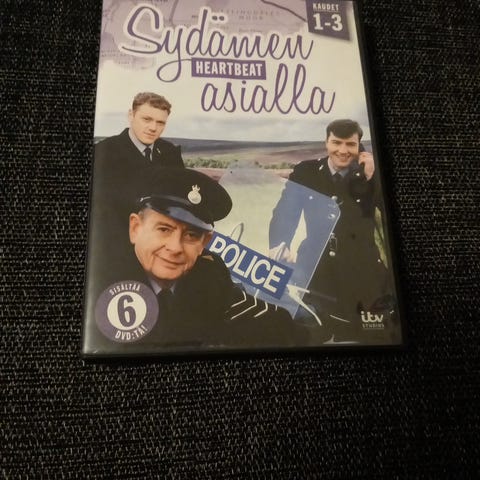 KAUDET
1-3
Sydämen
HEARTBEAT
asialla
POLICE
SISÄLTÄÄ
6
DVD:TÄ!
itv
STUDIOS